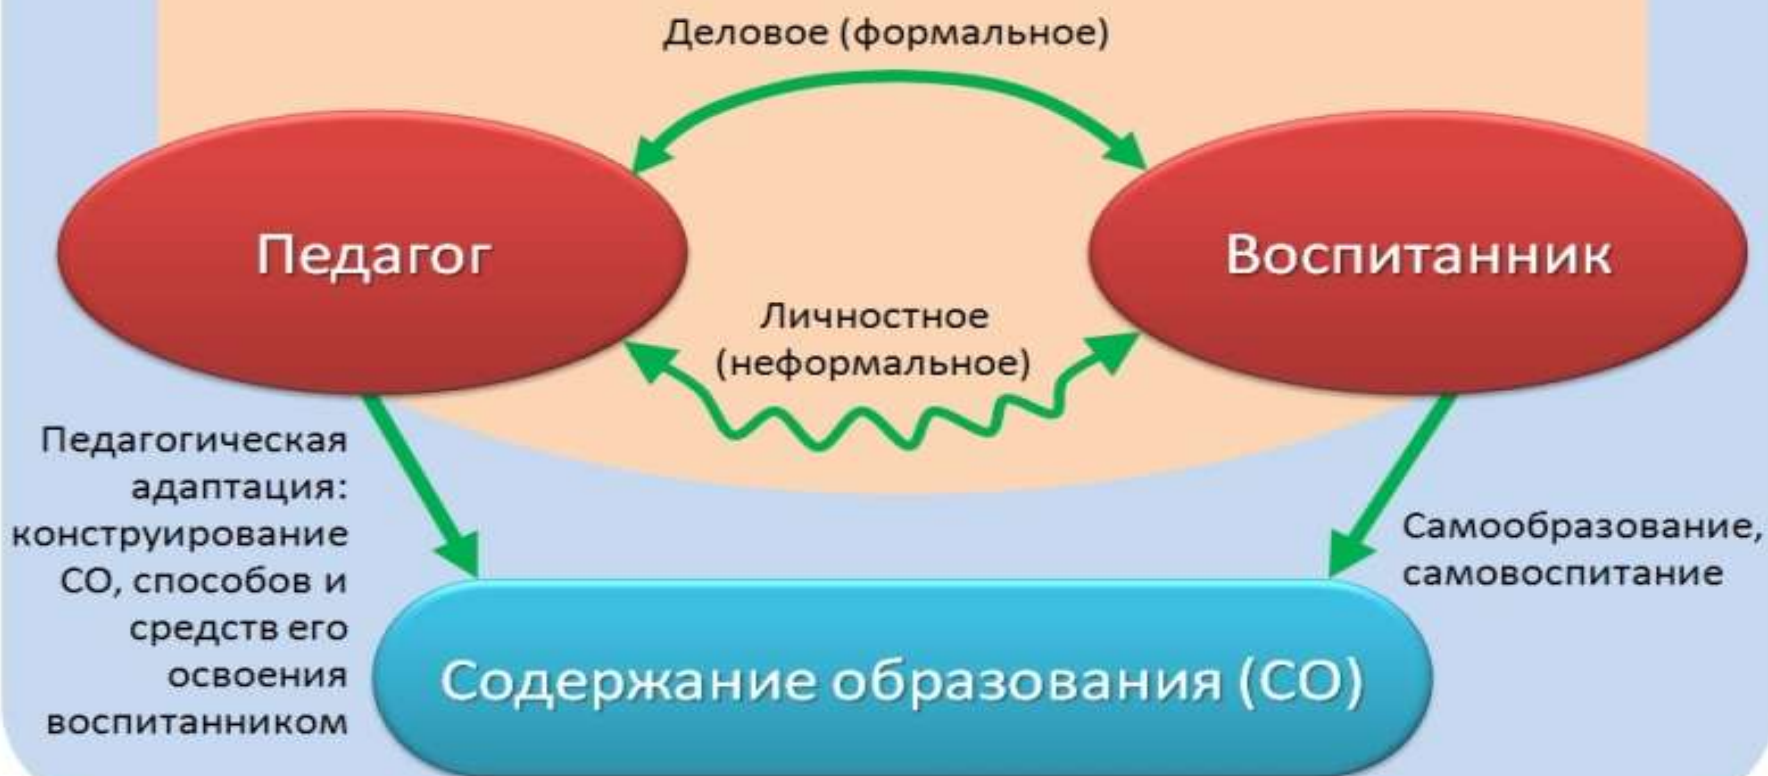 Деловое (формальное)
Педагог
Воспитанник
Личностное
(неформальное)
Педагогическая
адаптация:
конструирование
СО, способов и
средств его
освоения
воспитанником
Самообразование,
самовоспитание
Содержание образования (СО)